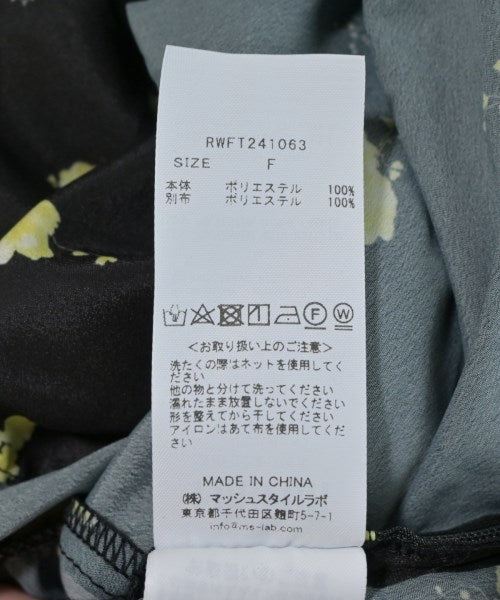 RWFT241063
SIZE F
本体 ポリエステル 100%
別布 ポリエステル 100%
F W
<お取り扱い上のご注意>
洗たくの際はネットを使用してく
ださい
他の物と分けて洗ってください
濡れたまま放置しないでください
形を整えてから干してください
アイロンはあて布を使用してくだ
さい
MADE IN CHINA
(株) マッシュスタイルラボ
東京都千代田区麹町5-7-1
info@ms-lab.com